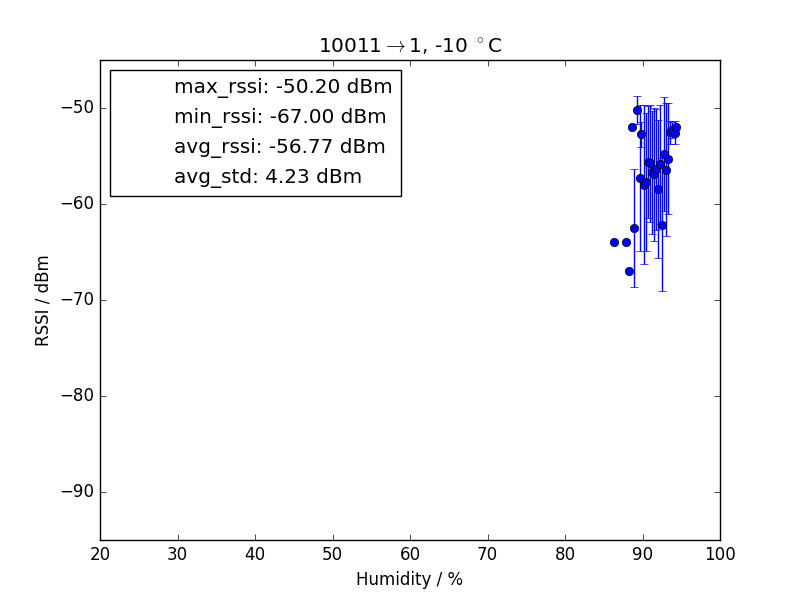 10011→1, -10 °C
max_rssi: -50.20 dBm
min_rssi: -67.00 dBm
avg_rssi: -56.77 dBm
avg_std: 4.23 dBm
RSSI / dBm
−50
−60
−70
−80
−90
20 30 40 50 60 70 80 90 100
Humidity / %